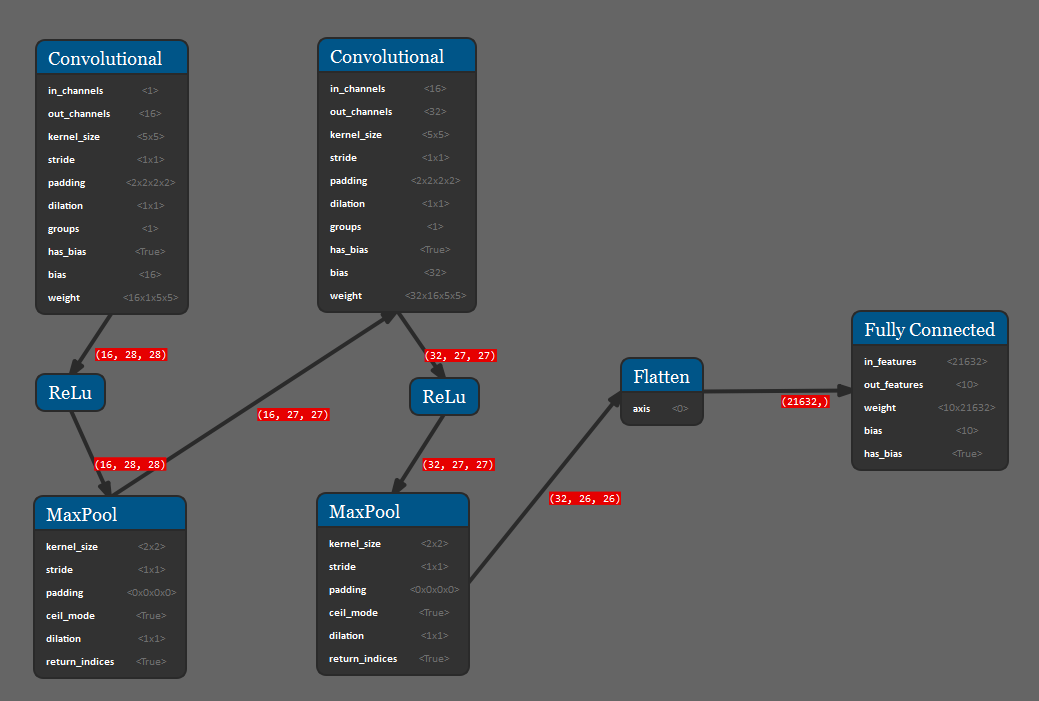 Convolutional
in_channels <1>
out_channels <16>
kernel_size <5x5>
stride <1x1>
padding <2x2x2x2>
dilation <1x1>
groups <1>
has_bias <True>
bias <16>
weight <16x1x5x5>
(16, 28, 28)
ReLu
(16, 28, 28)
MaxPool
kernel_size <2x2>
stride <1x1>
padding <0x0x0x0>
ceil_mode <True>
dilation <1x1>
return_indices <True>
(16, 27, 27)
Convolutional
in_channels <16>
out_channels <32>
kernel_size <5x5>
stride <1x1>
padding <2x2x2x2>
dilation <1x1>
groups <1>
has_bias <True>
bias <32>
weight <32x16x5x5>
(32, 27, 27)
ReLu
(32, 27, 27)
MaxPool
kernel_size <2x2>
stride <1x1>
padding <0x0x0x0>
ceil_mode <True>
dilation <1x1>
return_indices <True>
(32, 26, 26)
Flatten
axis <0>
(21632,)
Fully Connected
in_features <21632>
out_features <10>
weight <10x21632>
bias <10>
has_bias <True>